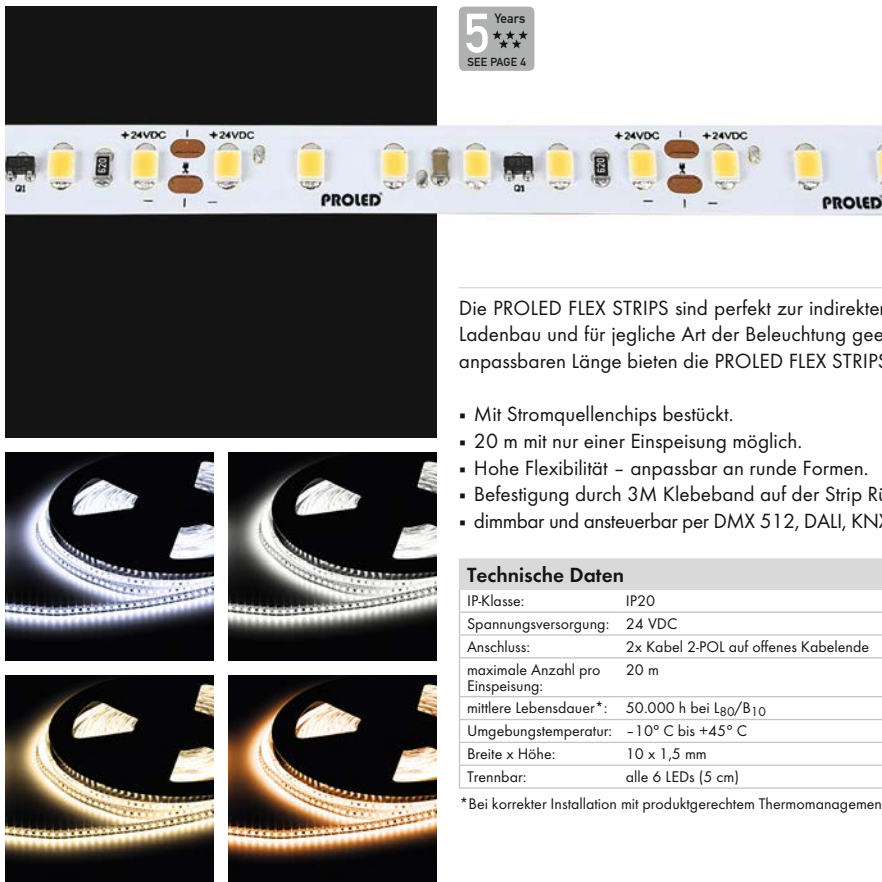 5 Years
SEE PAGE 4
+24VDC +24VDC +24VDC +24VDC
620 620
Q1 Q1
PROLED PROLED
Die PROLED FLEX STRIPS sind perfekt zur indirekten
Ladenbau und für jegliche Art der Beleuchtung gee
anpassbaren Länge bieten die PROLED FLEX STRIPS
▪ Mit Stromquellenchips bestückt.
▪ 20 m mit nur einer Einspeisung möglich.
▪ Hohe Flexibilität – anpassbar an runde Formen.
▪ Befestigung durch 3M Klebeband auf der Strip Rü
▪ dimmbar und ansteuerbar per DMX 512, DALI, KNX
Technische Daten
IP-Klasse: IP20
Spannungsversorgung: 24 VDC
Anschluss: 2x Kabel 2-POL auf offenes Kabelende
maximale Anzahl pro 20 m
Einspeisung:
mittlere Lebensdauer*: 50.000 h bei L80/B10
Umgebungstemperatur: –10° C bis +45° C
Breite x Höhe: 10 x 1,5 mm
Trennbar: alle 6 LEDs (5 cm)
*Bei korrekter Installation mit produktgerechtem Thermomanagemen